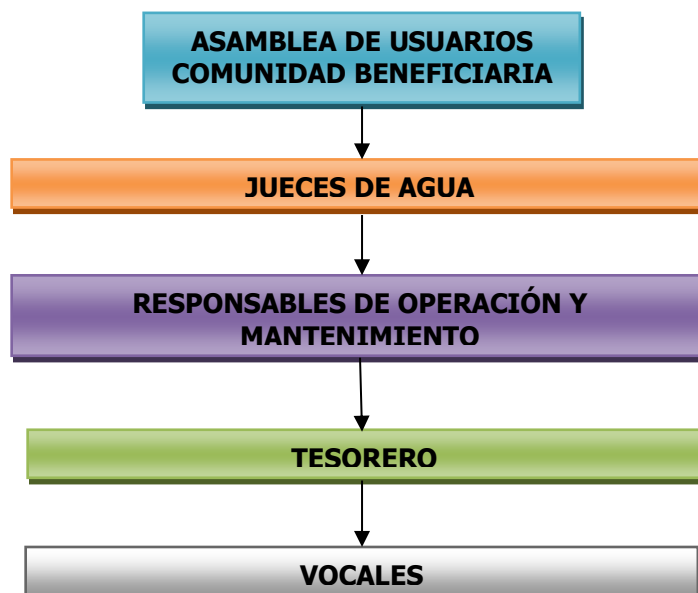 ASAMBLEA DE USUARIOS
COMUNIDAD BENEFICIARIA
JUECES DE AGUA
RESPONSABLES DE OPERACIÓN Y
MANTENIMIENTO
TESORERO
VOCALES